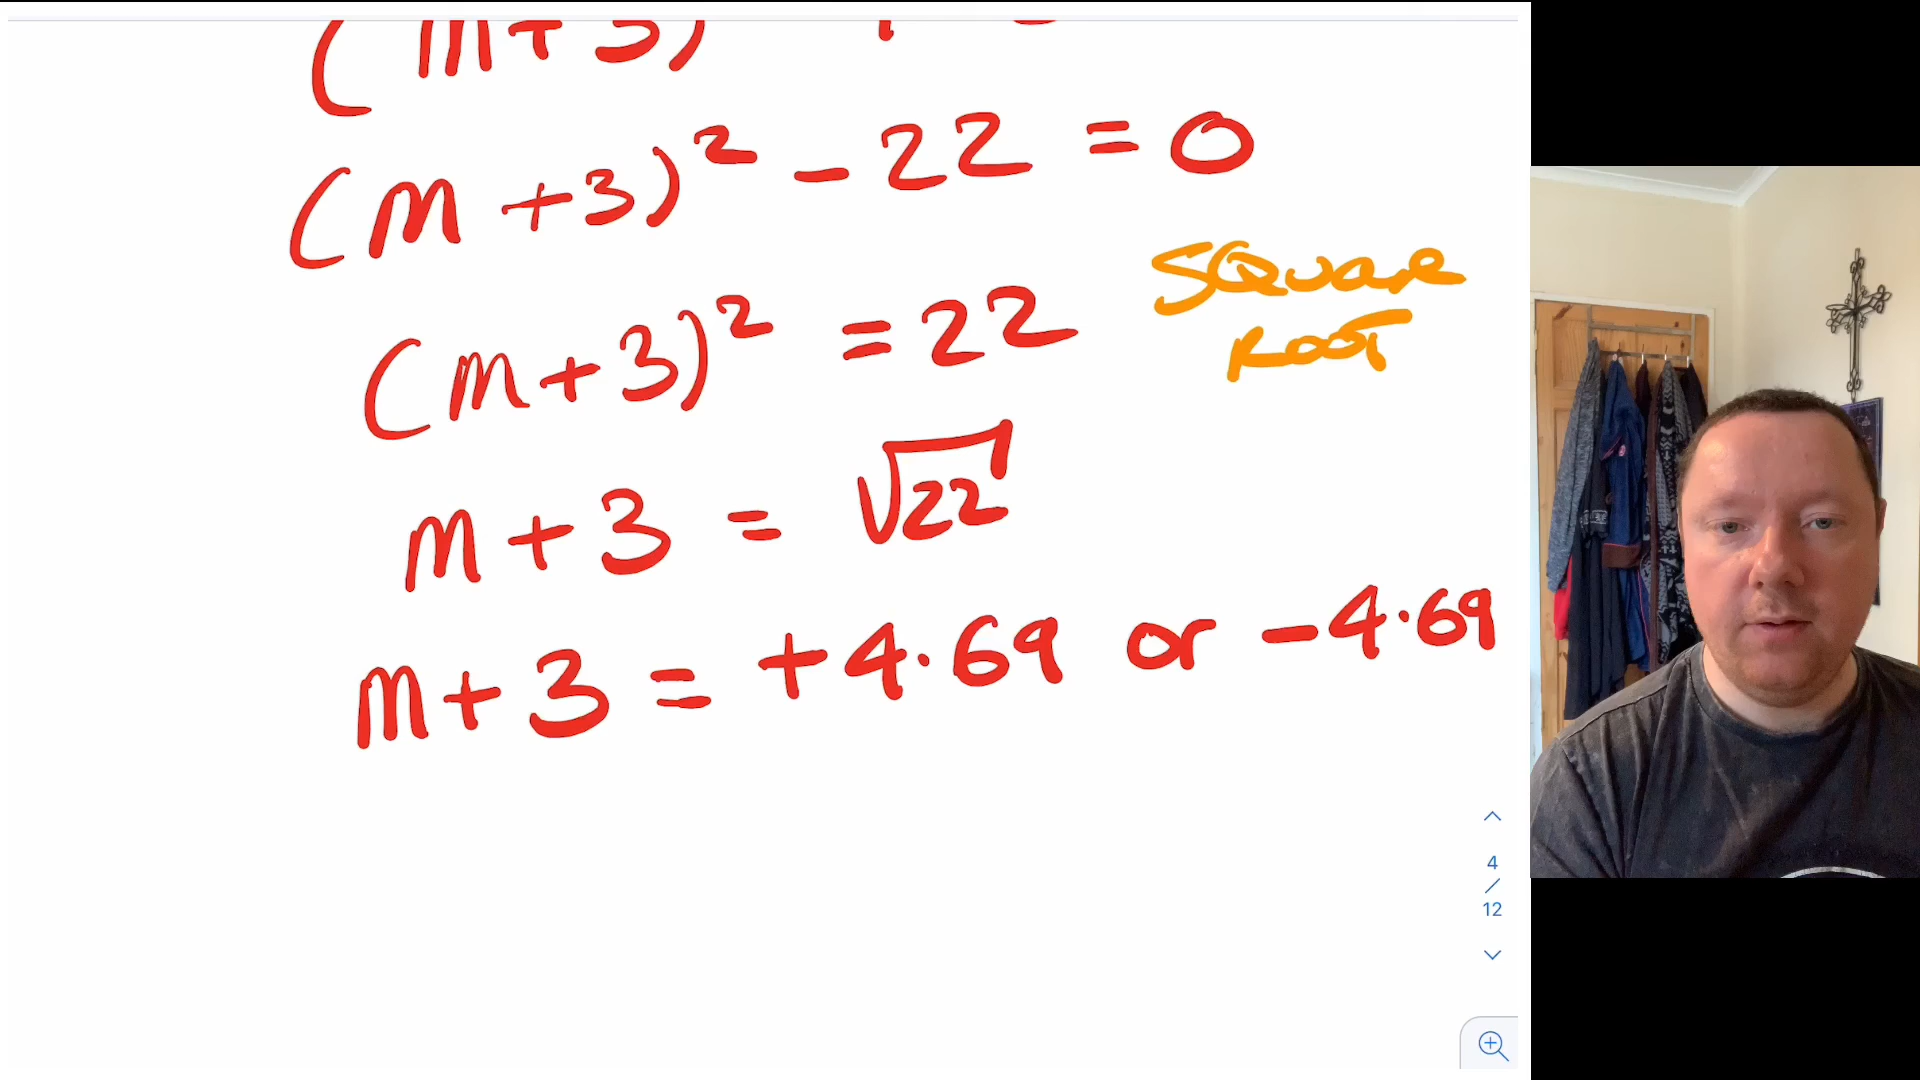 (m+3)
(m+3)² - 22 = 0
(m+3)² = 22
square
root
m+3 = √22
m+3 = +4.69 or -4.69
4
/
12